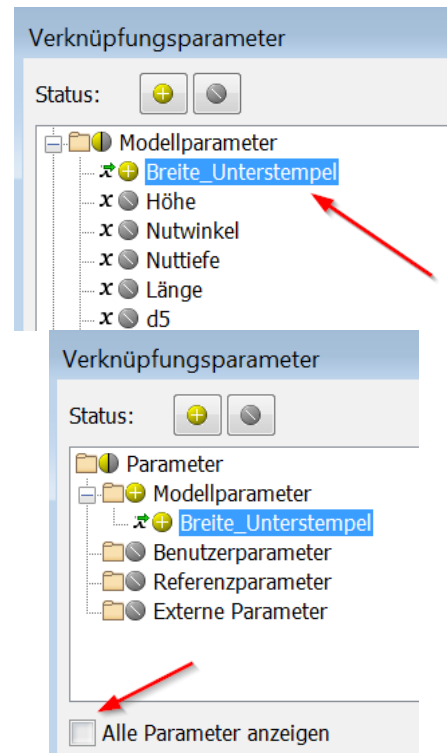 Verknüpfungsparameter
Status:
Modellparameter
x Breite_Unterstempel
x Höhe
x Nutwinkel
x Nuttiefe
x Länge
x d5
Verknüpfungsparameter
Status:
Parameter
Modellparameter
x Breite_Unterstempel
Benutzerparameter
Referenzparameter
Externe Parameter
Alle Parameter anzeigen